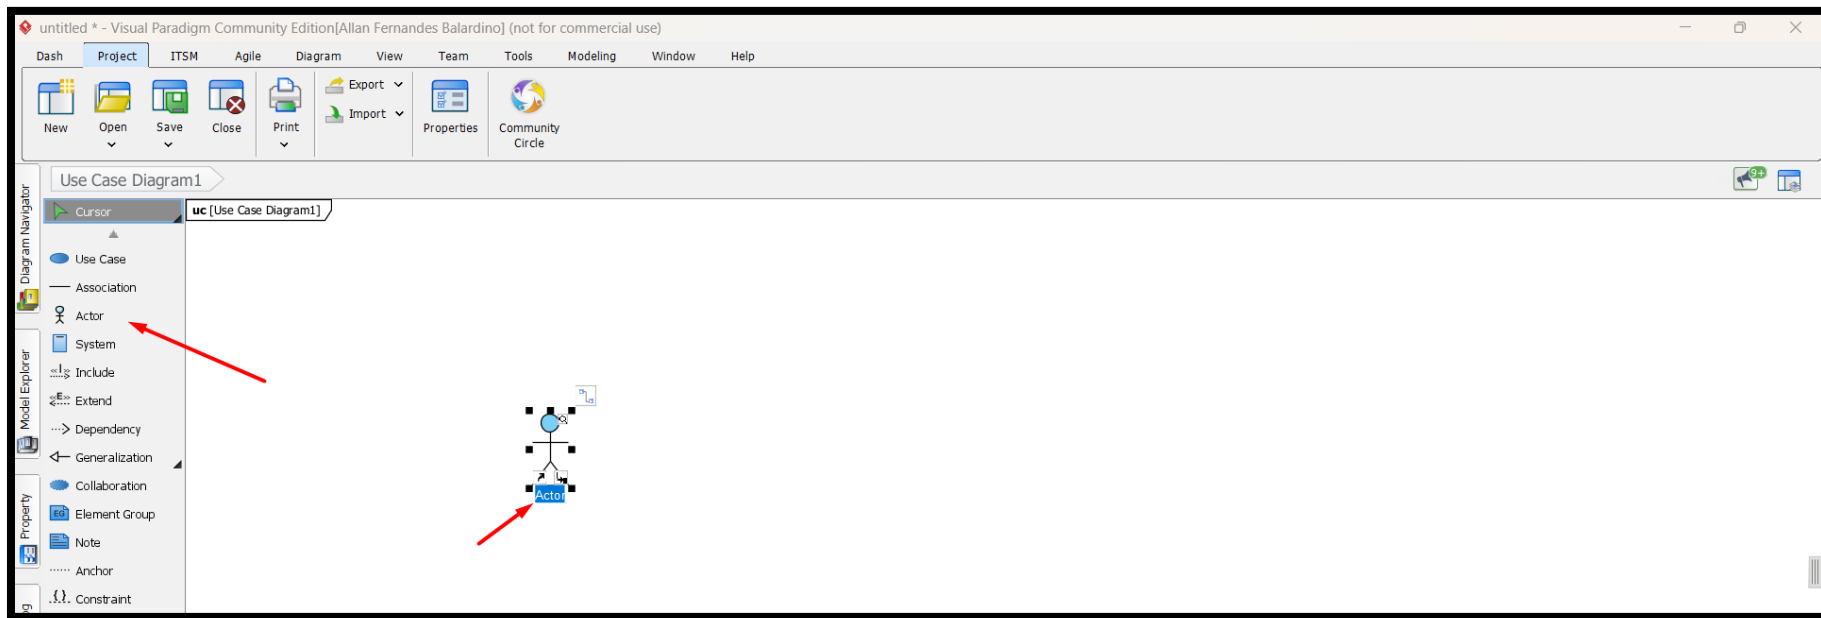 untitled * - Visual Paradigm Community Edition[Allan Fernandes Balardino] (not for commercial use)
Dash Project ITSM Agile Diagram View Team Tools Modeling Window Help
New Open Save Close Print Export Import Properties Community Circle
Use Case Diagram1
9+
Diagram Navigator
Model Explorer
Property
Cursor
uc [Use Case Diagram1]
Use Case
Association
Actor
System
Include
Extend
Dependency
Generalization
Collaboration
EG Element Group
Note
Anchor
{}
Constraint
Actor